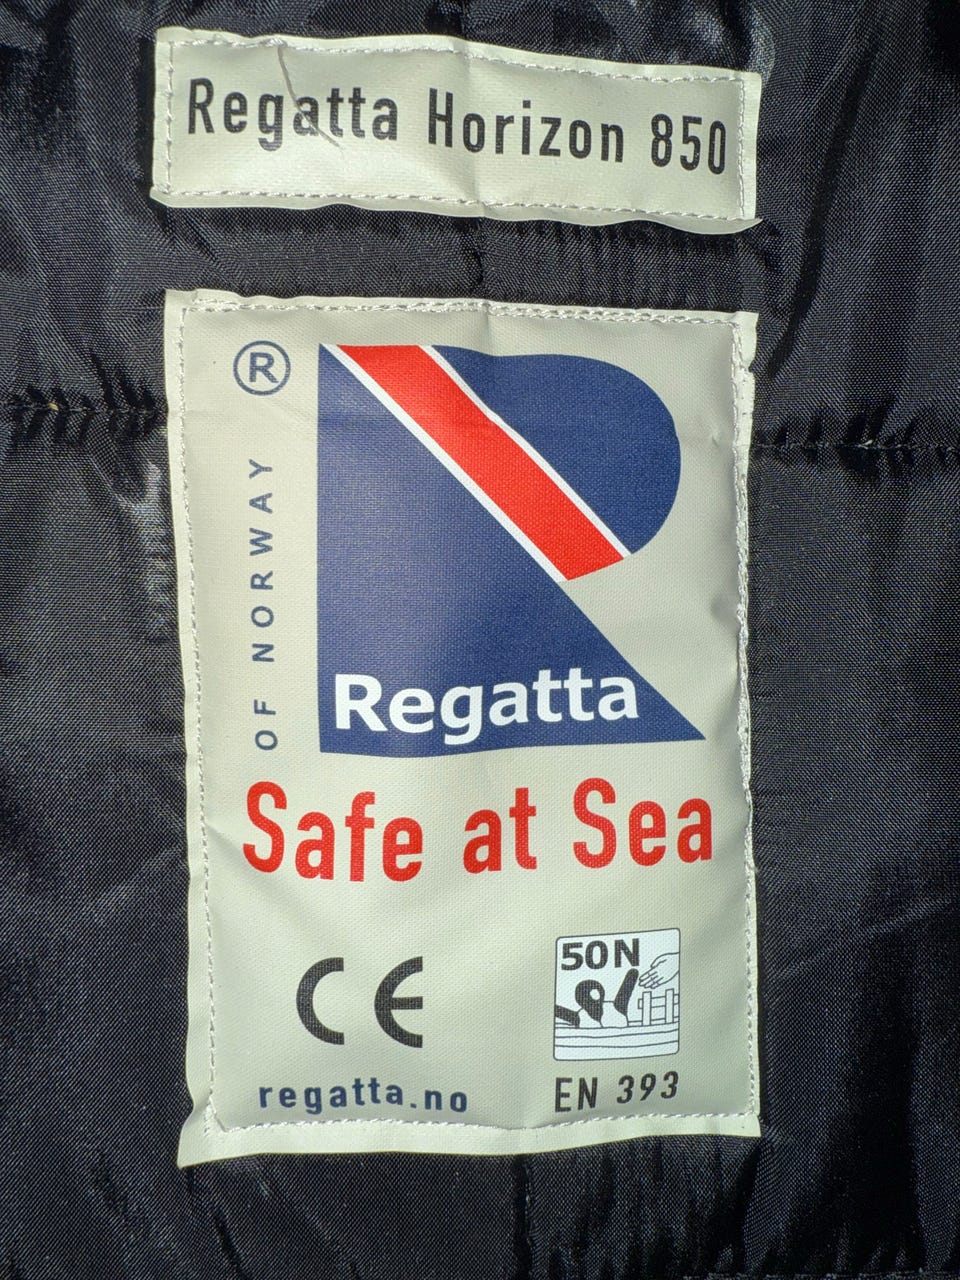 Regatta Horizon 850
®
OF NORWAY
Regatta
Safe at Sea
CE
50N
regatta.no
EN 393